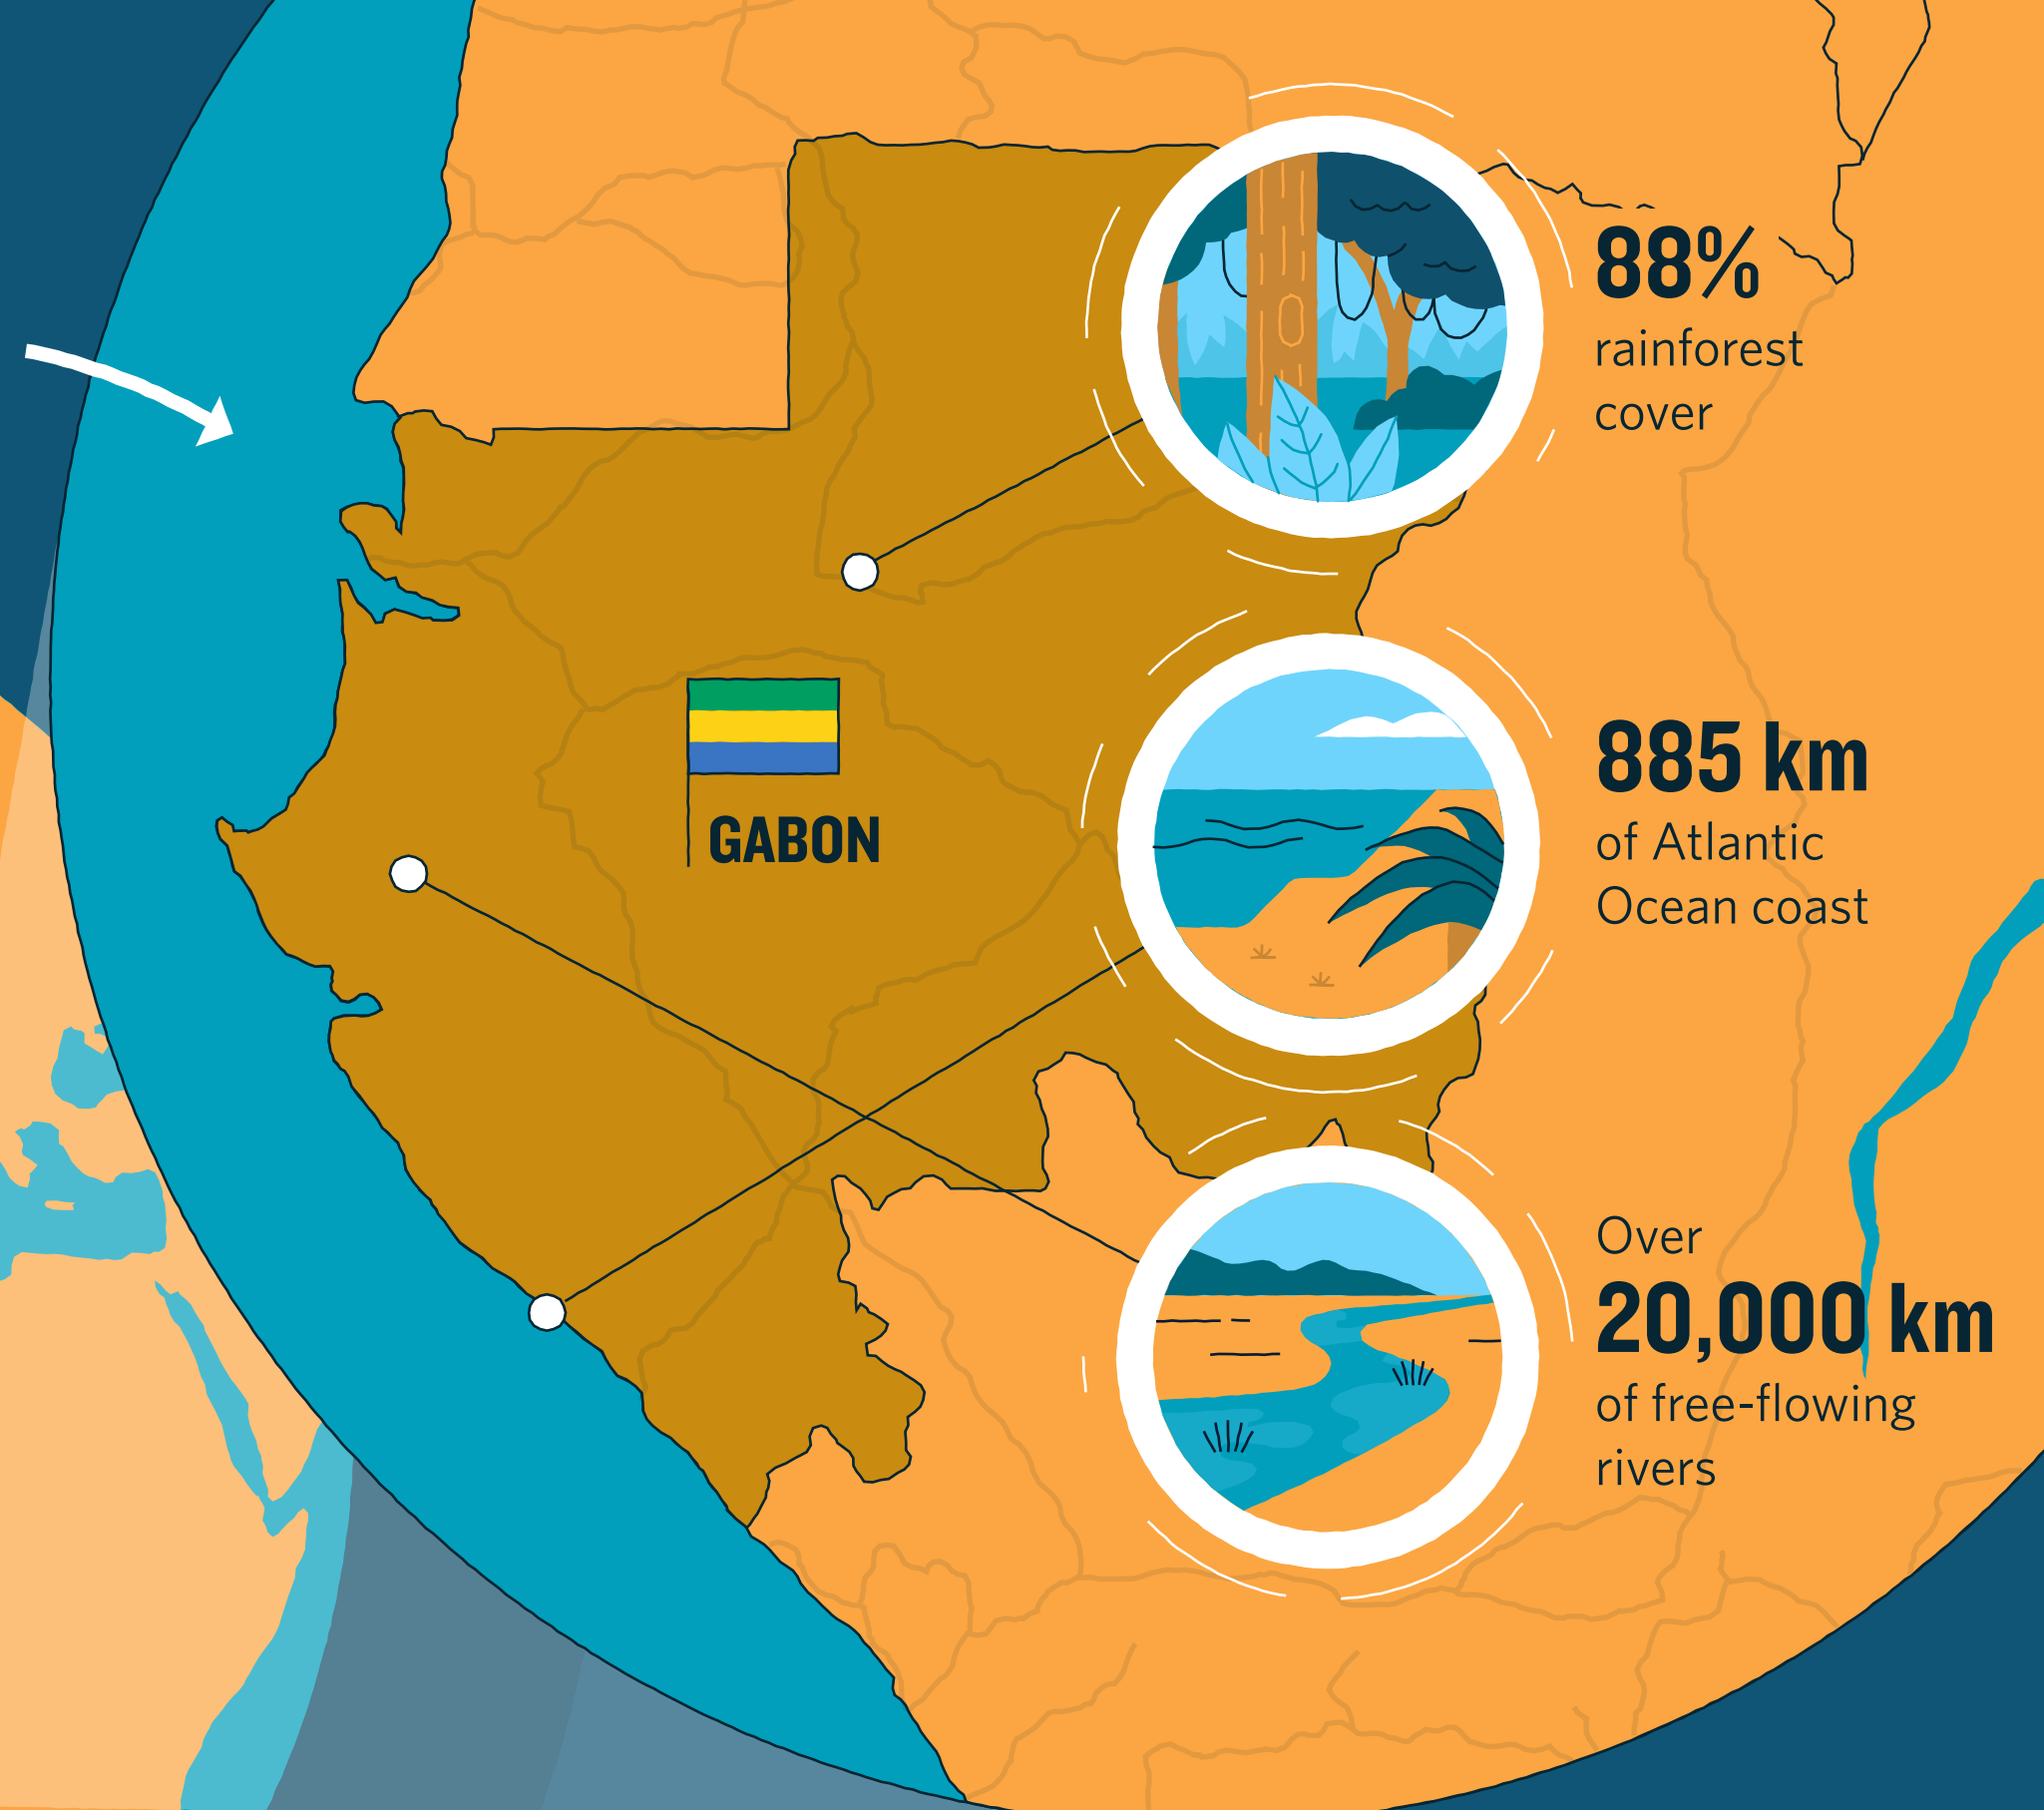 88%
rainforest
cover
GABON
885 km
of Atlantic
Ocean coast
Over
20,000 km
of free-flowing
rivers